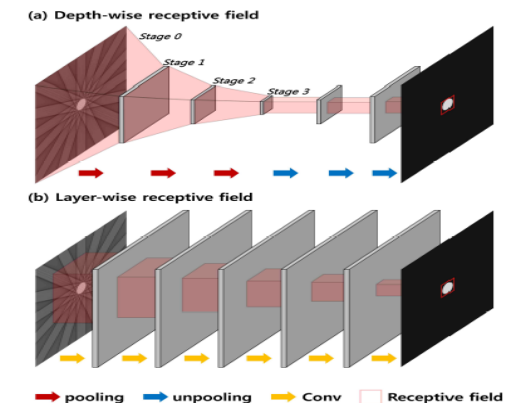 (a) Depth-wise receptive field
Stage 0
Stage 1
Stage 2
Stage 3
(b) Layer-wise receptive field
pooling unpooling Conv Receptive field